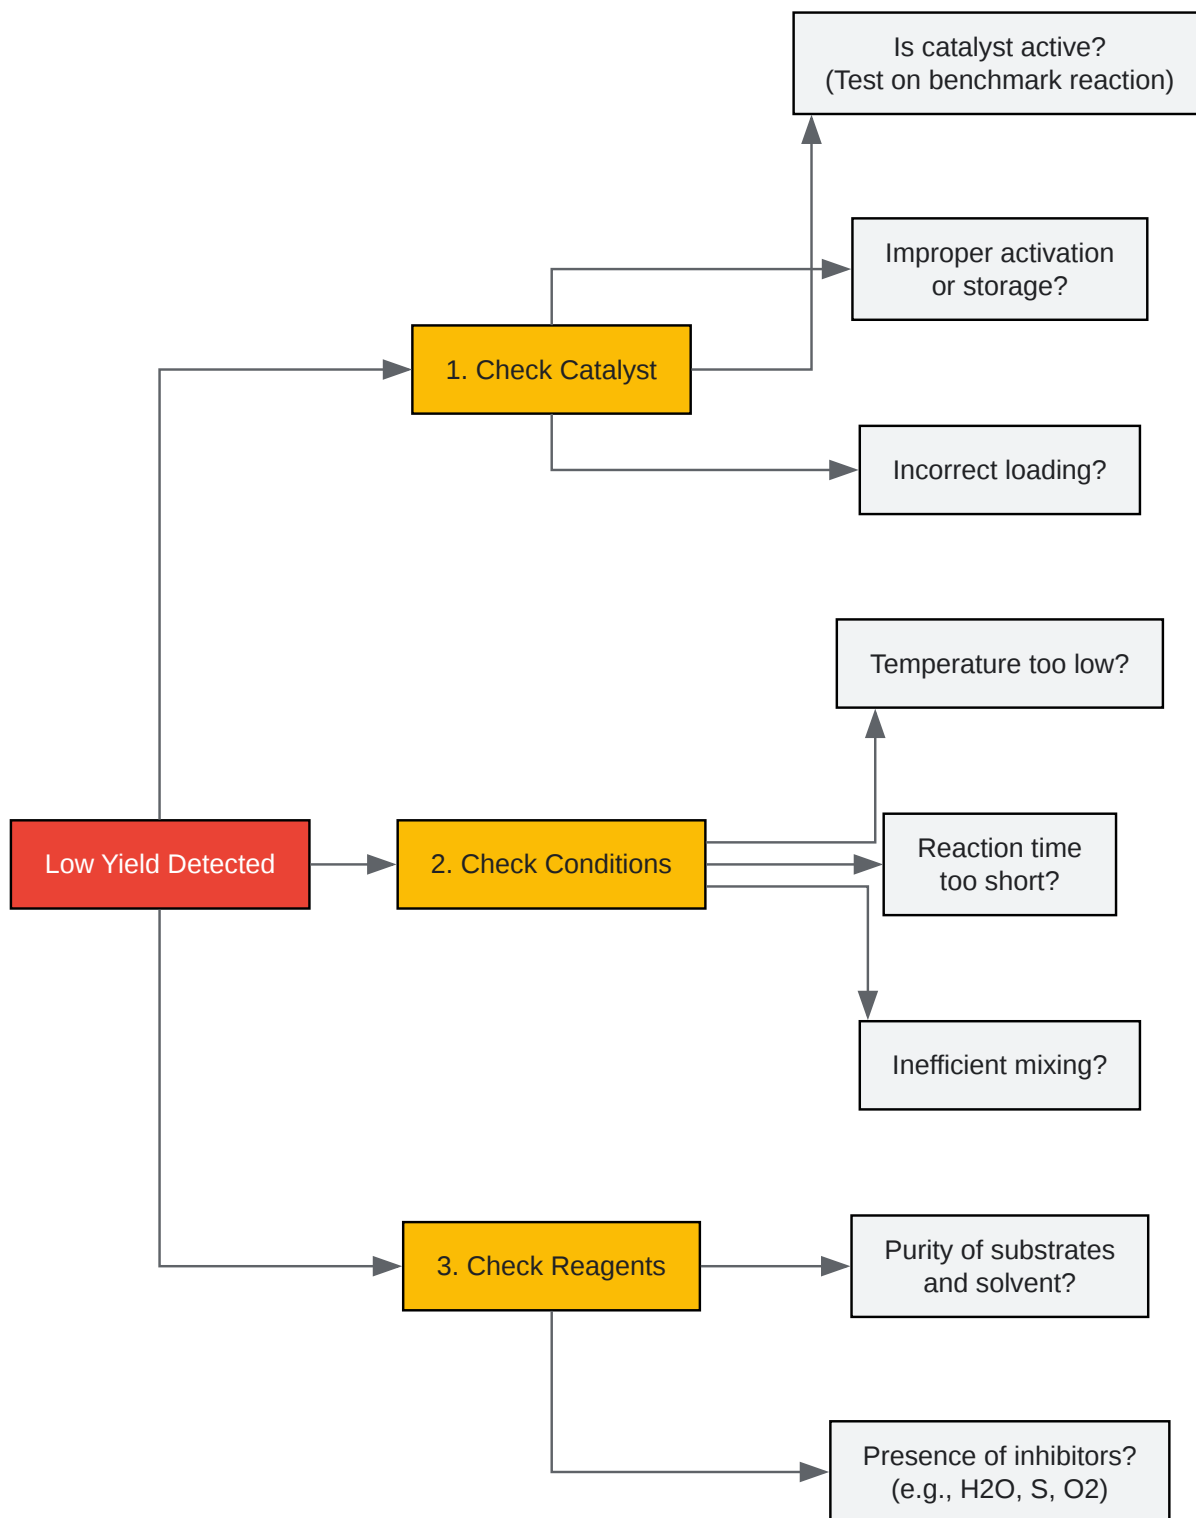 Is catalyst active?
(Test on benchmark reaction)
Improper activation
or storage?
1. Check Catalyst
Incorrect loading?
Temperature too low?
Low Yield Detected
2. Check Conditions
Reaction time
too short?
Inefficient mixing?
3. Check Reagents
Purity of substrates
and solvent?
Presence of inhibitors?
(e.g., H2O, S, O2)